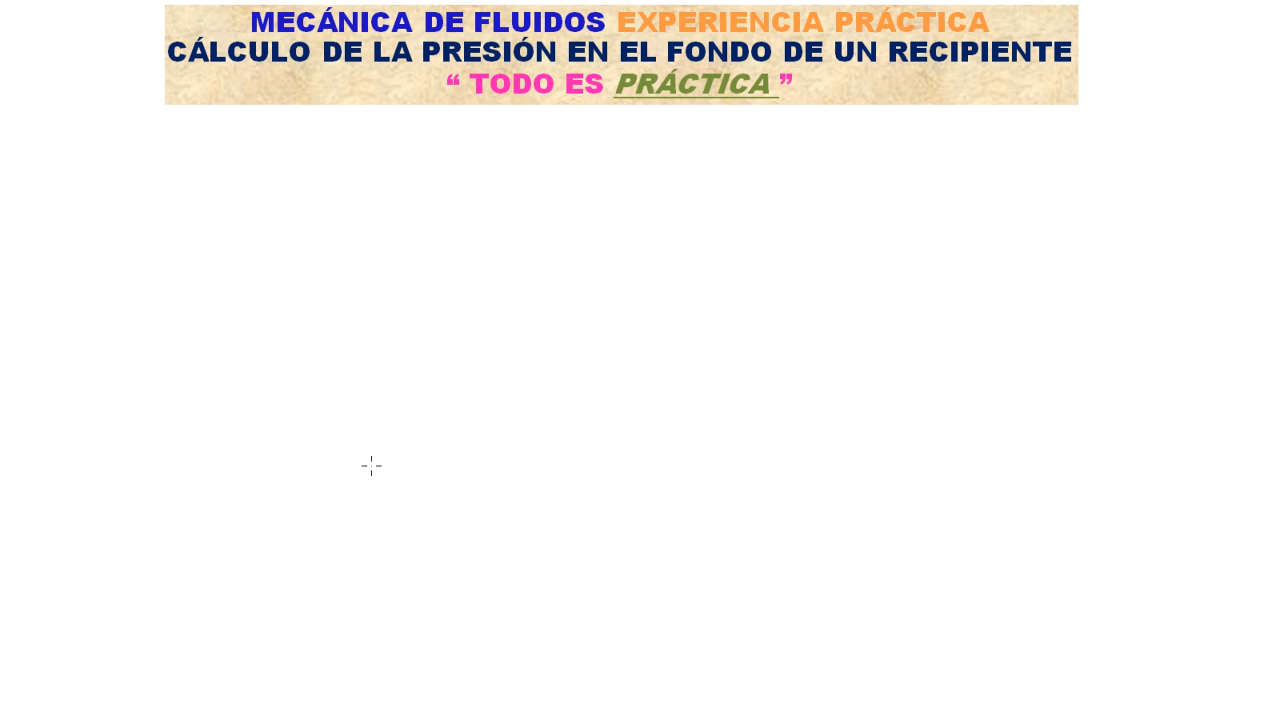 MECÁNICA DE FLUIDOS EXPERIENCIA PRÁCTICA
CÁLCULO DE LA PRESIÓN EN EL FONDO DE UN RECIPIENTE
“ TODO ES PRÁCTICA ”